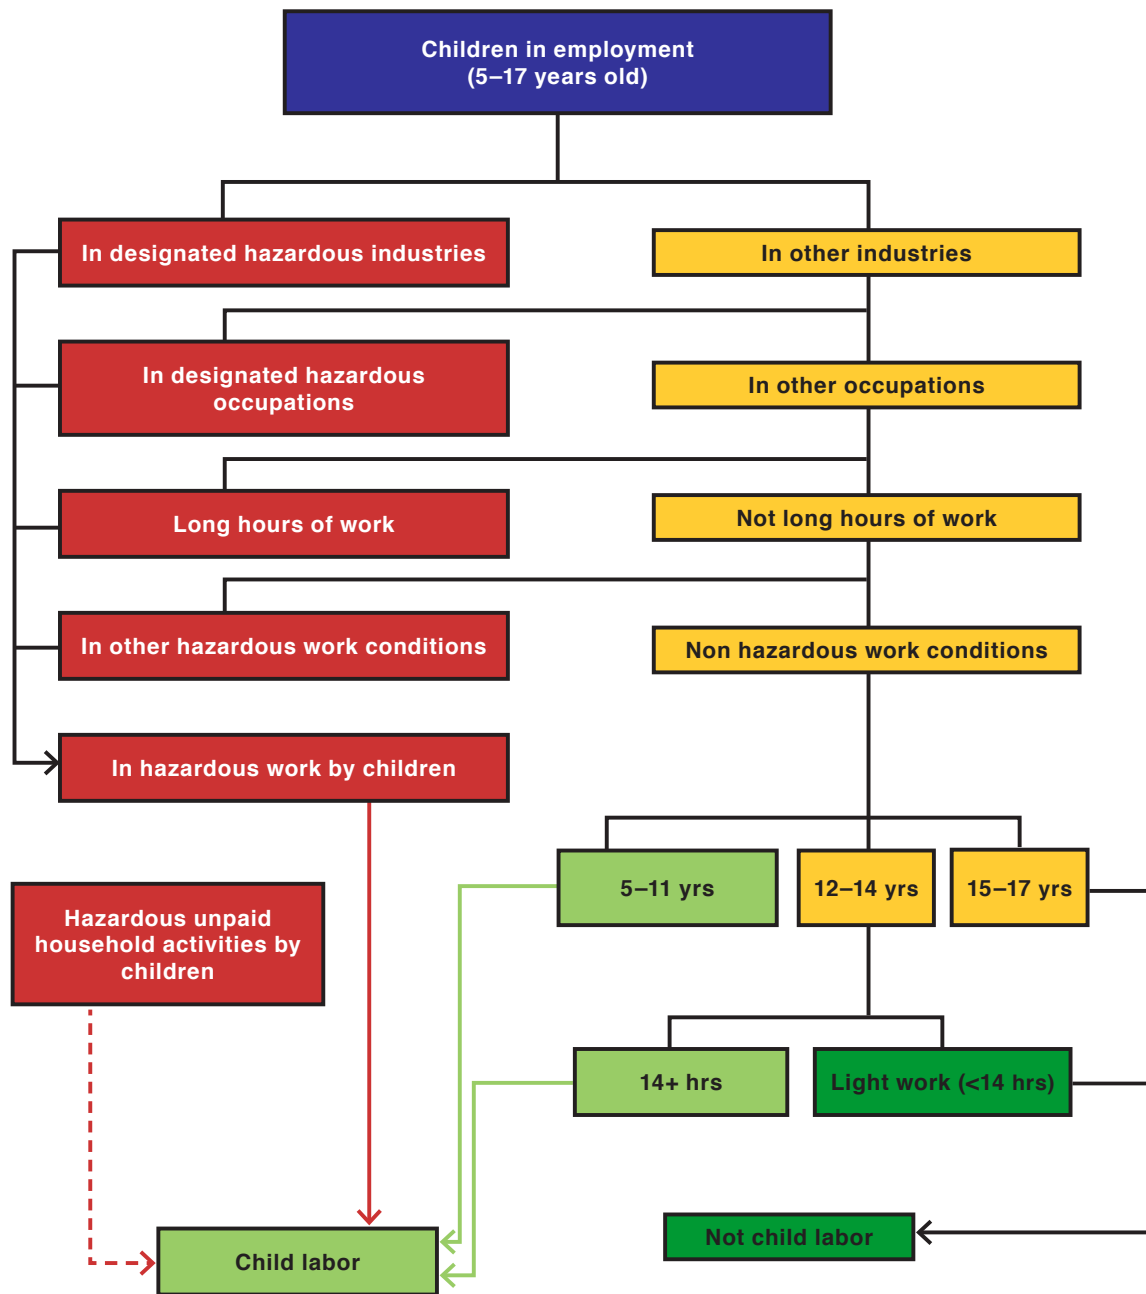 Children in employment
(5–17 years old)
In designated hazardous industries
In other industries
In designated hazardous
occupations
In other occupations
Long hours of work
Not long hours of work
In other hazardous work conditions
Non hazardous work conditions
In hazardous work by children
5–11 yrs
12–14 yrs
15–17 yrs
Hazardous unpaid
household activities by
children
14+ hrs
Light work (<14 hrs)
Child labor
Not child labor